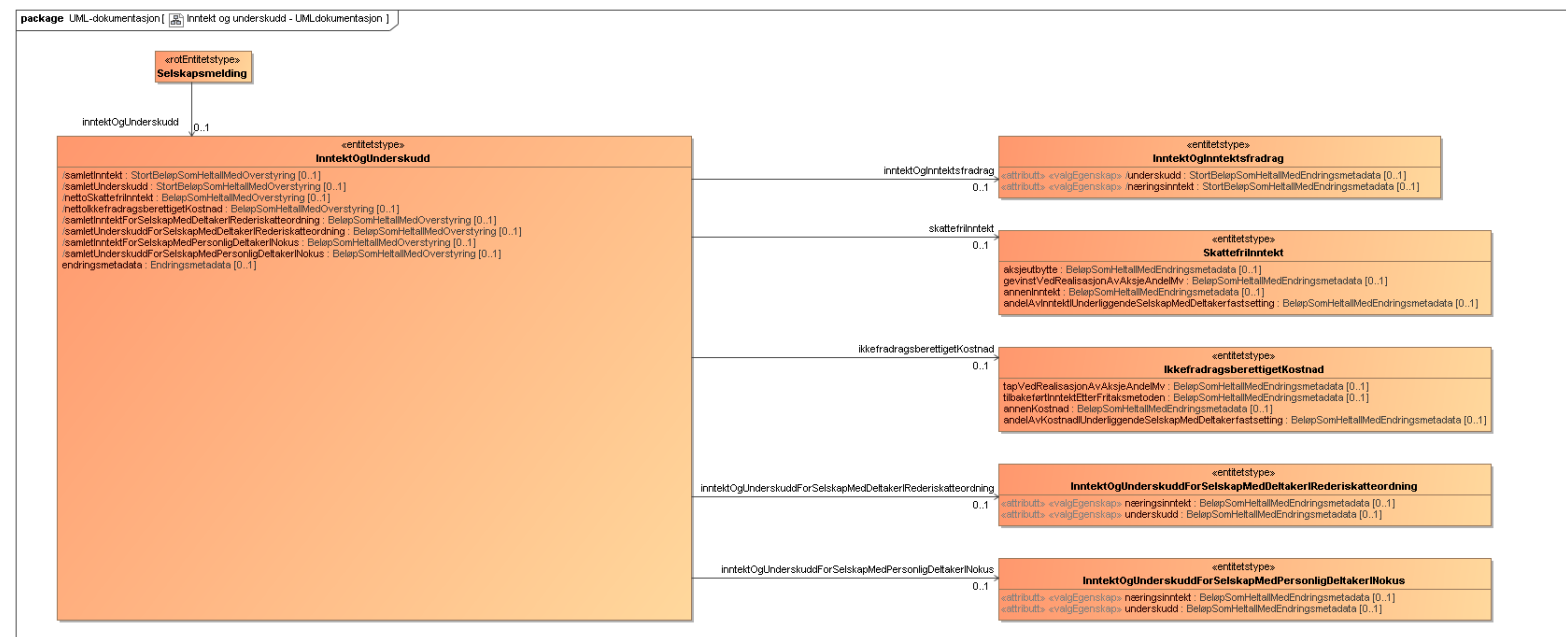 package UML-dokumentasjon [ Inntekt og underskudd - UMLdokumentasjon ]
«rotEntitetstype»
Selskapsmelding
inntektOgUnderskudd
0..1
«entitetstype»
InntektOgUnderskudd
/samletInntekt : StortBeløpSomHeltallMedOverstyring [0..1]
/samletUnderskudd : StortBeløpSomHeltallMedOverstyring [0..1]
/nettoSkattefriInntekt : BeløpSomHeltallMedOverstyring [0..1]
/nettoIkkefradragsberettigetKostnad : BeløpSomHeltallMedOverstyring [0..1]
/samletInntektForSelskapMedDeltakerIRederiskatteordning : BeløpSomHeltallMedOverstyring [0..1]
/samletUnderskuddForSelskapMedDeltakerIRederiskatteordning : BeløpSomHeltallMedOverstyring [0..1]
/samletInntektForSelskapMedPersonligDeltakerINokus : BeløpSomHeltallMedOverstyring [0..1]
/samletUnderskuddForSelskapMedPersonligDeltakerINokus : BeløpSomHeltallMedOverstyring [0..1]
endringsmetadata : Endringsmetadata [0..1]
inntektOgInntektsfradrag
0..1
«entitetstype»
InntektOgInntektsfradrag
«attributt» «valgEgenskap» /underskudd : StortBeløpSomHeltallMedEndringsmetadata [0..1]
«attributt» «valgEgenskap» /næringsinntekt : StortBeløpSomHeltallMedEndringsmetadata [0..1]
skattefriInntekt
0..1
«entitetstype»
SkattefriInntekt
aksjeutbytte : BeløpSomHeltallMedEndringsmetadata [0..1]
gevinstVedRealisasjonAvAksjeAndelMv : BeløpSomHeltallMedEndringsmetadata [0..1]
annenInntekt : BeløpSomHeltallMedEndringsmetadata [0..1]
andelAvInntektIUnderliggendeSelskapMedDeltakerfastsetting : BeløpSomHeltallMedEndringsmetadata [0..1]
ikkefradragsberettigetKostnad
0..1
«entitetstype»
IkkefradragsberettigetKostnad
tapVedRealisasjonAvAksjeAndelMv : BeløpSomHeltallMedEndringsmetadata [0..1]
tilbakeførtInntektEtterFritaksmetoden : BeløpSomHeltallMedEndringsmetadata [0..1]
annenKostnad : BeløpSomHeltallMedEndringsmetadata [0..1]
andelAvKostnadIUnderliggendeSelskapMedDeltakerfastsetting : BeløpSomHeltallMedEndringsmetadata [0..1]
inntektOgUnderskuddForSelskapMedDeltakerIRederiskatteordning
0..1
«entitetstype»
InntektOgUnderskuddForSelskapMedDeltakerIRederiskatteordning
«attributt» «valgEgenskap» næringsinntekt : BeløpSomHeltallMedEndringsmetadata [0..1]
«attributt» «valgEgenskap» underskudd : BeløpSomHeltallMedEndringsmetadata [0..1]
inntektOgUnderskuddForSelskapMedPersonligDeltakerINokus
0..1
«entitetstype»
InntektOgUnderskuddForSelskapMedPersonligDeltakerINokus
«attributt» «valgEgenskap» næringsinntekt : BeløpSomHeltallMedEndringsmetadata [0..1]
«attributt» «valgEgenskap» underskudd : BeløpSomHeltallMedEndringsmetadata [0..1]